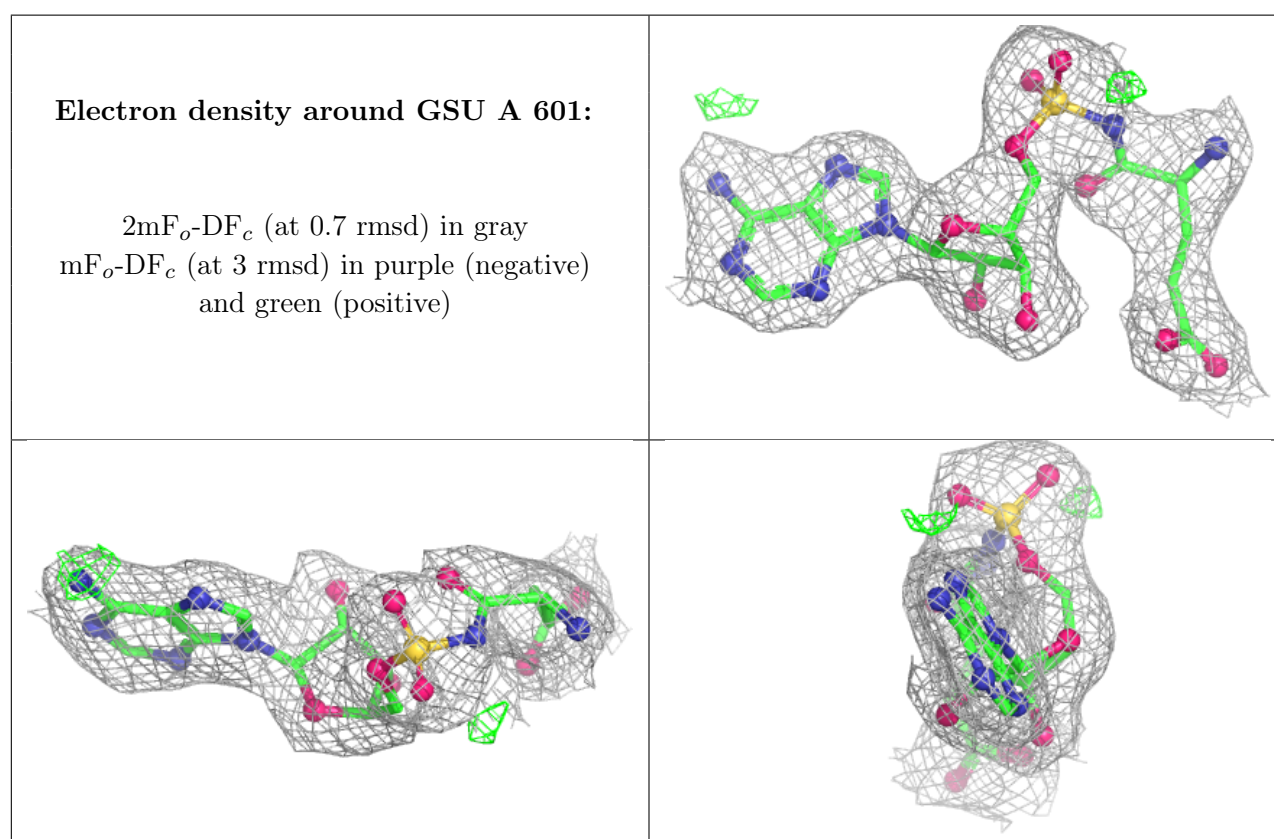 Electron density around GSU A 601:
2mFo-DFc (at 0.7 rmsd) in gray
mFo-DFc (at 3 rmsd) in purple (negative)
and green (positive)